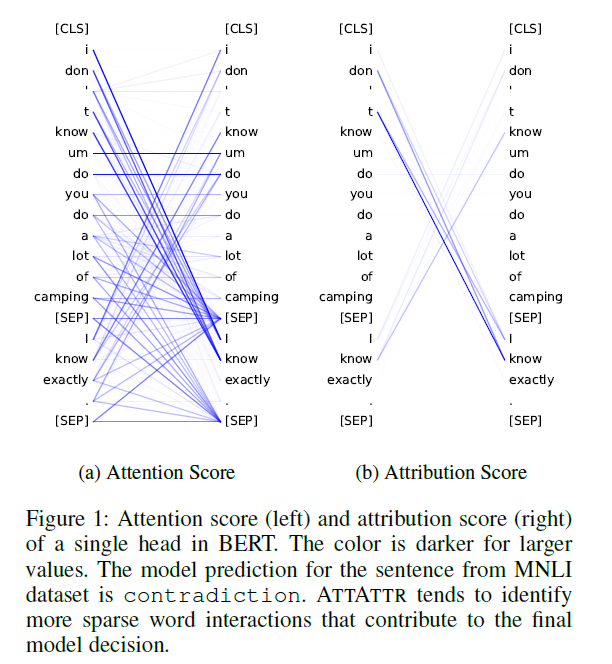 [CLS] [CLS] [CLS] [CLS]
i i i i
don don don don
' ' ' '
t t t t
know know know know
um um um um
do do do do
you you you you
do do do do
a a a a
lot lot lot lot
of of of of
camping camping camping camping
[SEP] [SEP] [SEP] [SEP]
I I I I
know know know know
exactly exactly exactly exactly
. . . .
[SEP] [SEP] [SEP] [SEP]
(a) Attention Score (b) Attribution Score
Figure 1: Attention score (left) and attribution score (right)
of a single head in BERT. The color is darker for larger
values. The model prediction for the sentence from MNLI
dataset is contradiction. ATTATTR tends to identify
more sparse word interactions that contribute to the final
model decision.